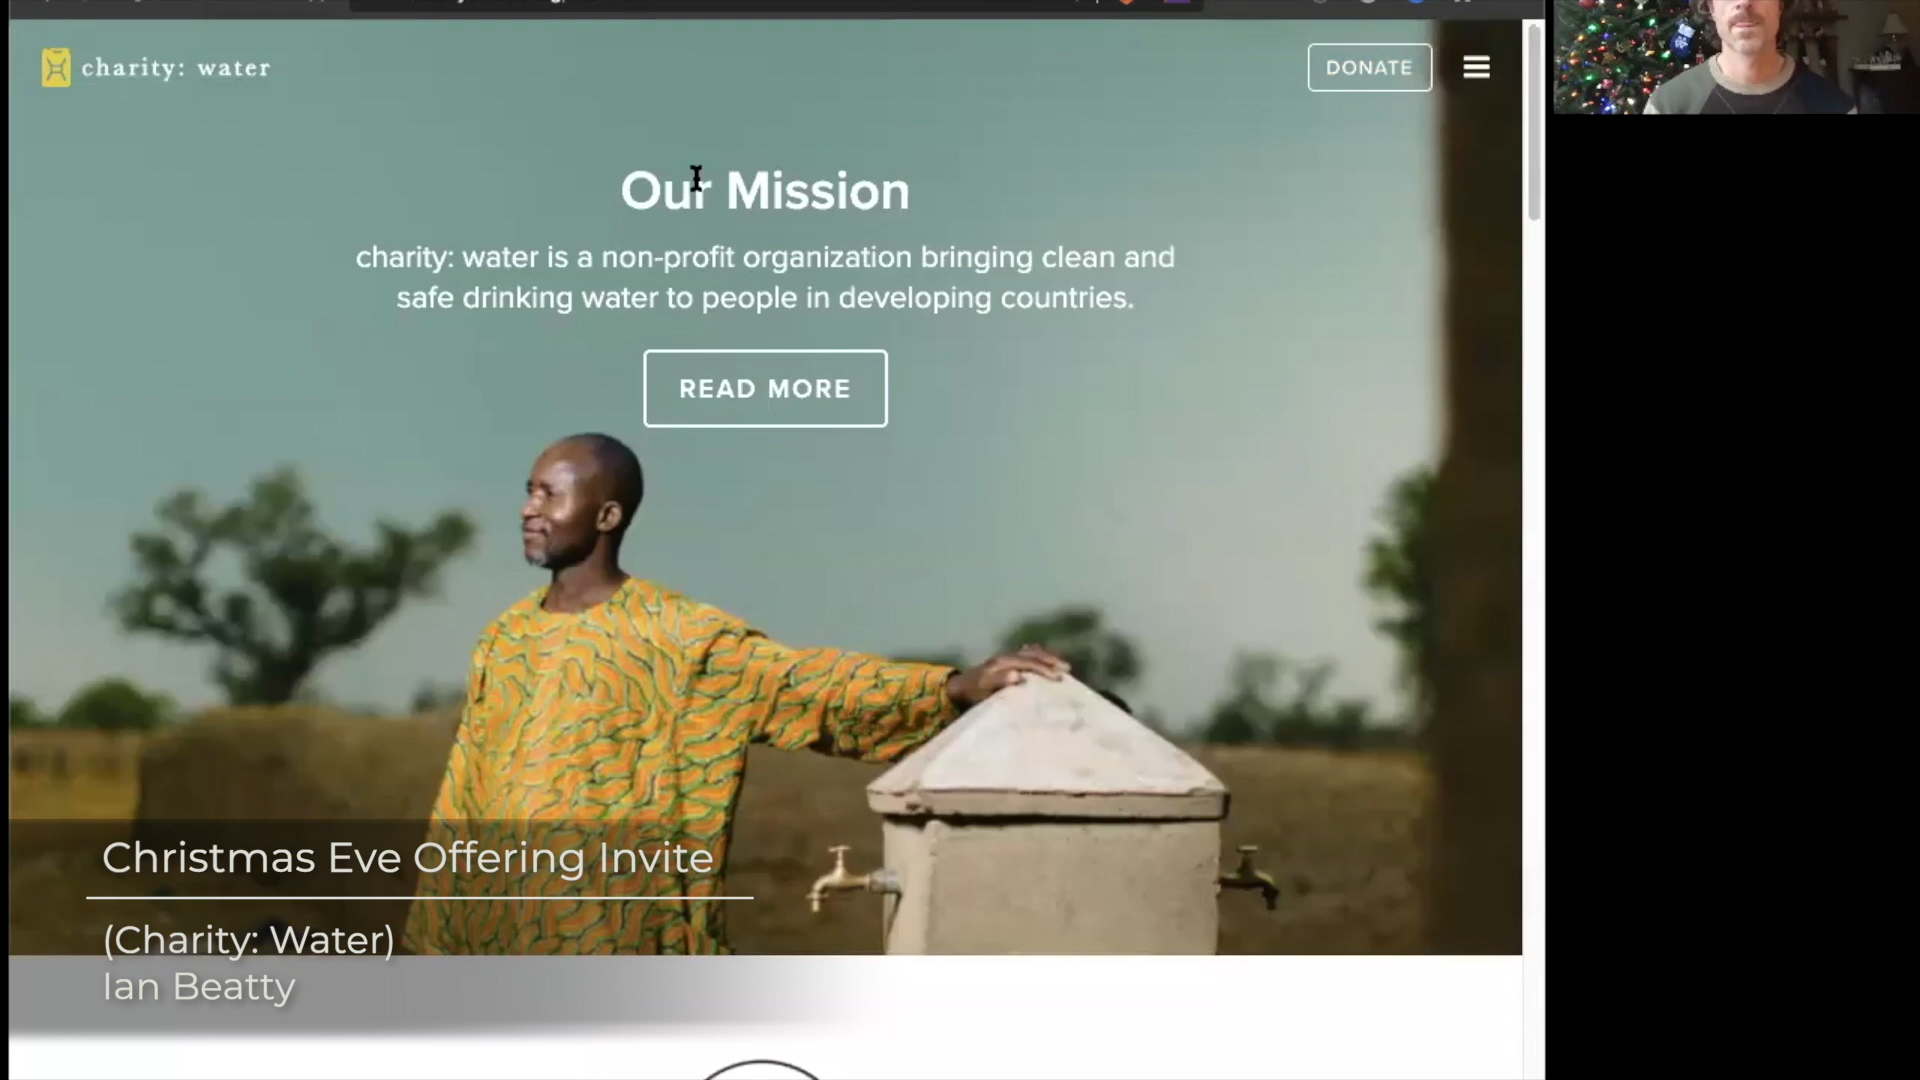 charity: water
DONATE
Our Mission
charity: water is a non-profit organization bringing clean and
safe drinking water to people in developing countries.
READ MORE
Christmas Eve Offering Invite
(Charity: Water)
Ian Beatty